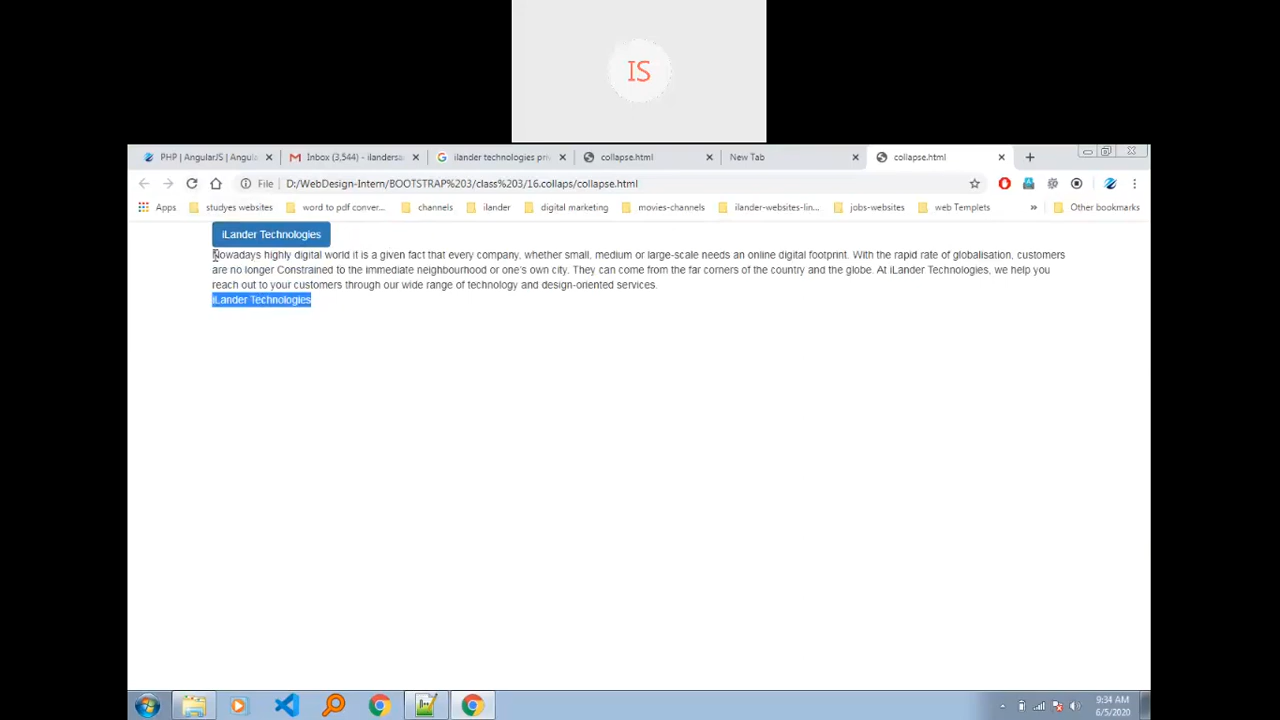 IS
PHP | AngularJS | Angula
Inbox (3,544) - ilandersa
ilander technologies pri
collapse.html
New Tab
collapse.html
File
D:/WebDesign-Intern/BOOTSTRAP%203/class%203/16.collaps/collapse.html
Apps
studyes websites
word to pdf conver...
channels
ilander
digital marketing
movies-channels
ilander-websites-lin...
jobs-websites
web Templets
»
Other bookmarks
iLander Technologies
Nowadays highly digital world it is a given fact that every company, whether small, medium or large-scale needs an online digital footprint. With the rapid rate of globalisation, customers
are no longer Constrained to the immediate neighbourhood or one's own city. They can come from the far corners of the country and the globe. At iLander Technologies, we help you
reach out to your customers through our wide range of technology and design-oriented services.
iLander Technologies
9:34 AM
6/5/2020